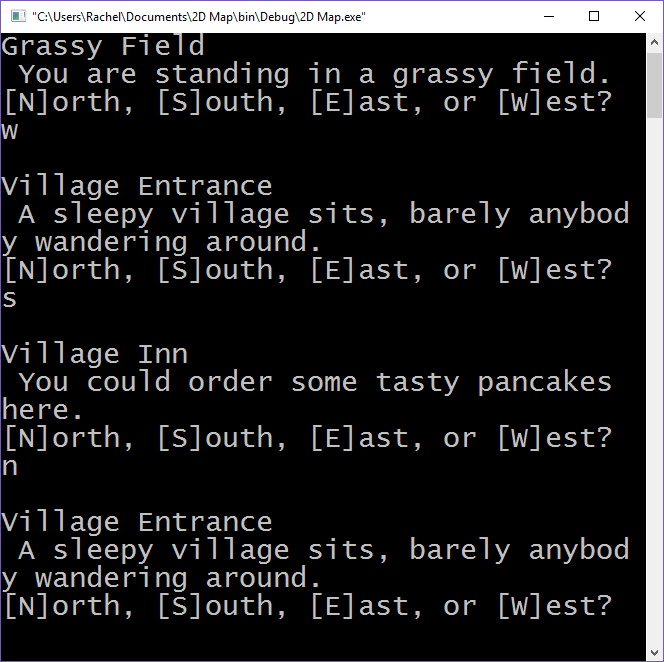 "C:\Users\Rachel\Documents\2D Map\bin\Debug\2D Map.exe"
Grassy Field
 You are standing in a grassy field.
[N]orth, [S]outh, [E]ast, or [W]est?
w

Village Entrance
 A sleepy village sits, barely anybod
y wandering around.
[N]orth, [S]outh, [E]ast, or [W]est?
s

Village Inn
 You could order some tasty pancakes
here.
[N]orth, [S]outh, [E]ast, or [W]est?
n

Village Entrance
 A sleepy village sits, barely anybod
y wandering around.
[N]orth, [S]outh, [E]ast, or [W]est?